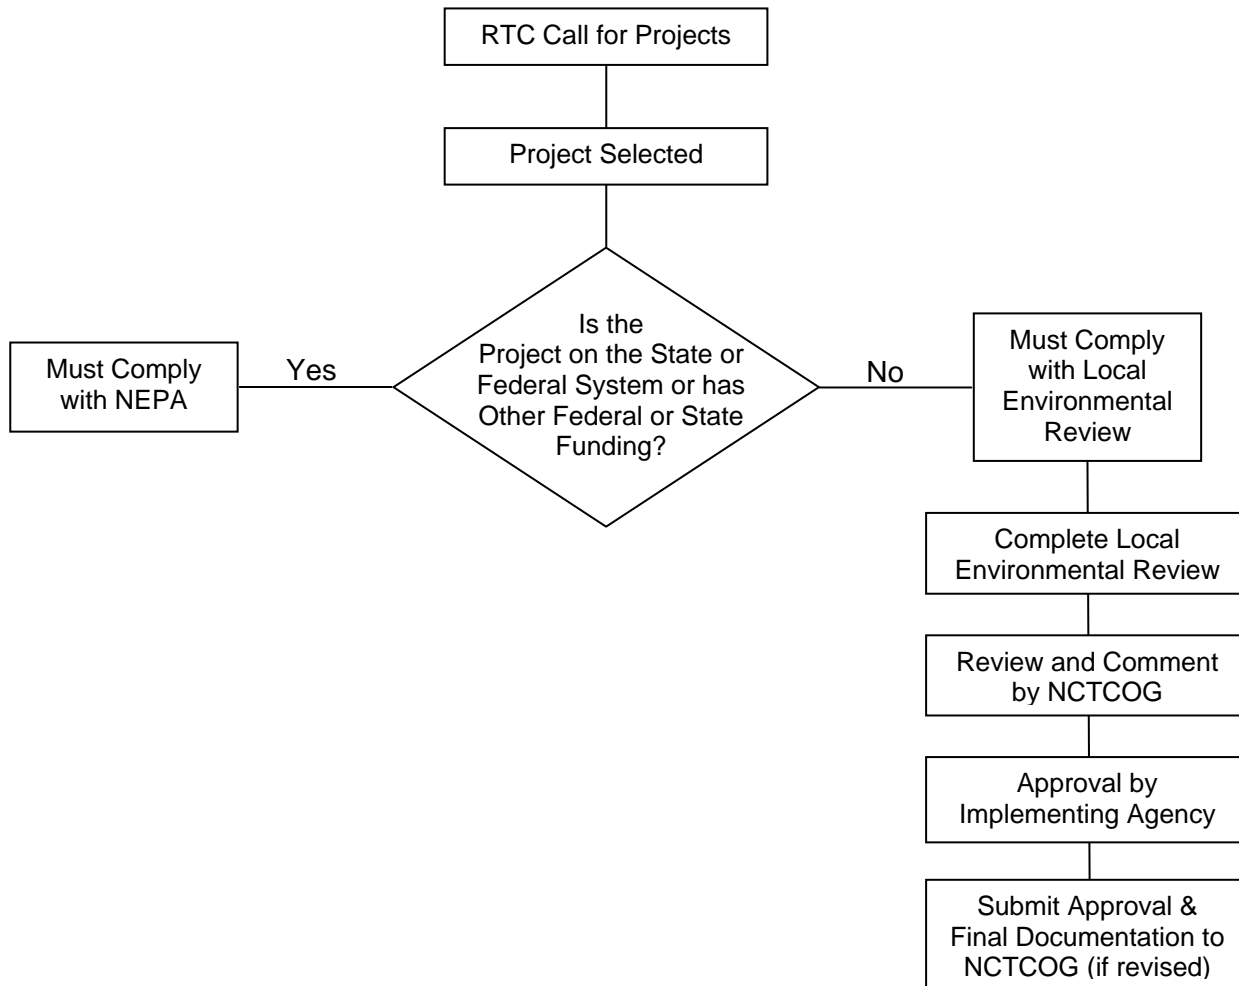 RTC Call for Projects
Project Selected
Is the
Project on the State or
Federal System or has
Other Federal or State
Funding?
Yes
No
Must Comply
with NEPA
Must Comply
with Local
Environmental
Review
Complete Local
Environmental Review
Review and Comment
by NCTCOG
Approval by
Implementing Agency
Submit Approval &
Final Documentation to
NCTCOG (if revised)